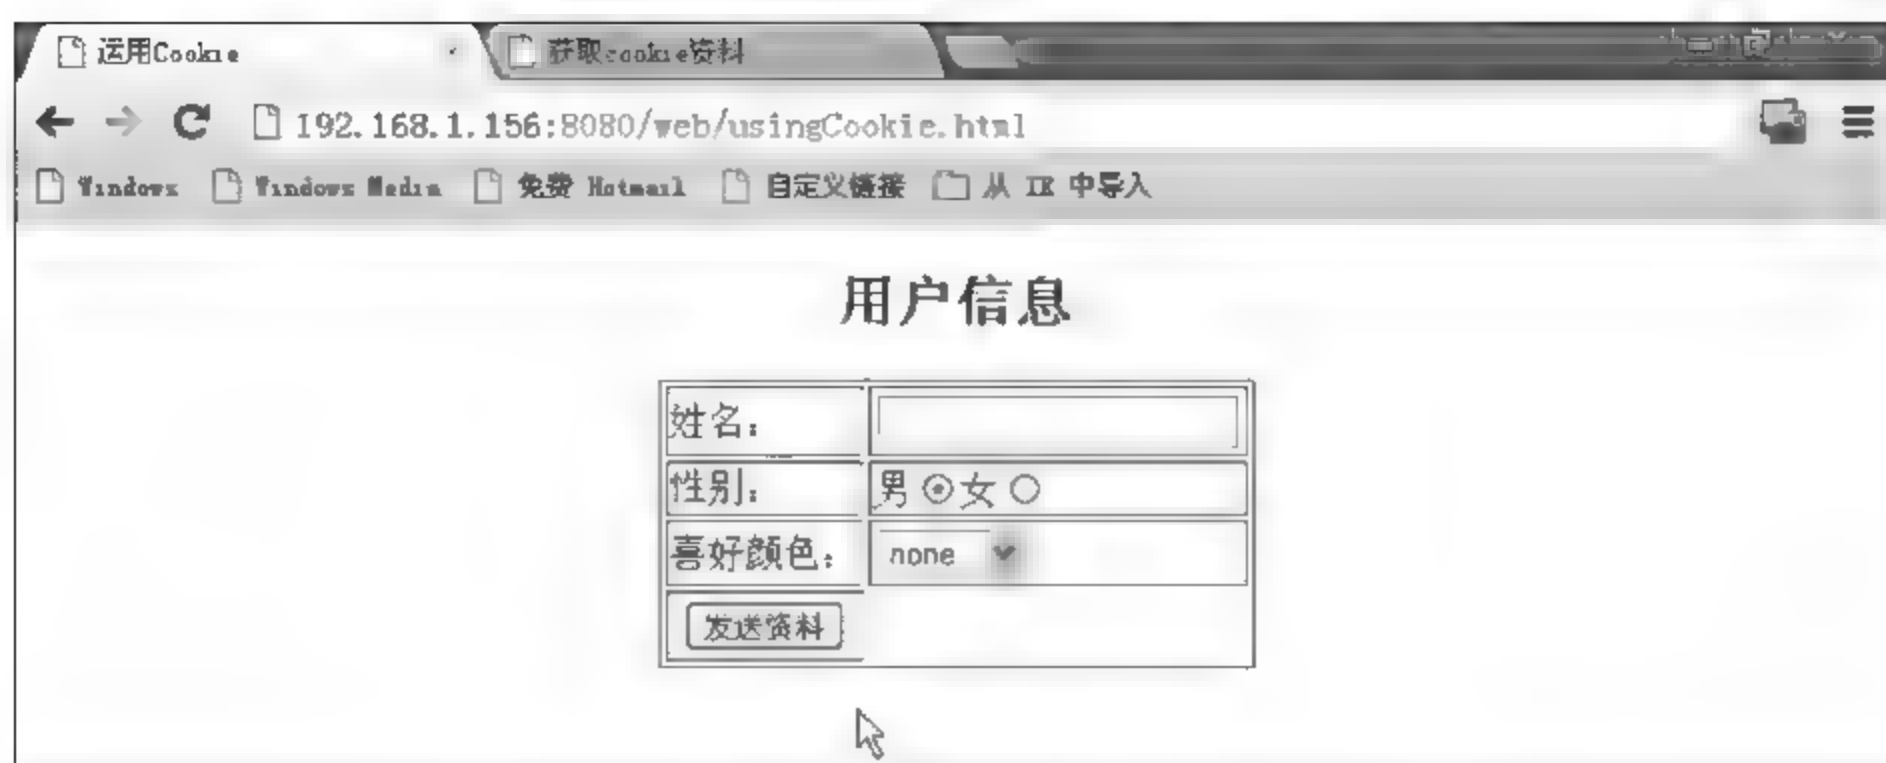 运用Cookie 获取cookie资料
192.168.1.156:8080/web/usingCookie.html
Windows Windows Media 免费 Hotmail 自定义链接 从 IE 中导入
用户信息
姓名：
性别： 男 女
喜好颜色： none
发送资料